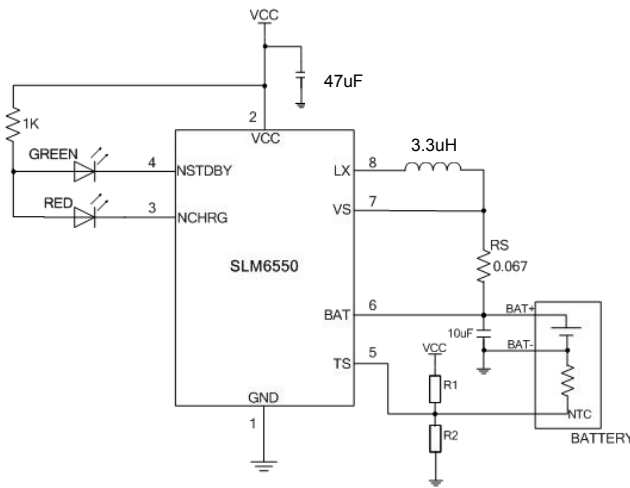 VCC
47uF
1K
2
VCC
3.3uH
GREEN
4
NSTDBY
LX
8
RED
3
NCHRG
VS
7
SLM6550
RS
0.067
BAT
6
BAT+
10uF
BAT-
VCC
5
TS
R1
GND
NTC
1
R2
BATTERY